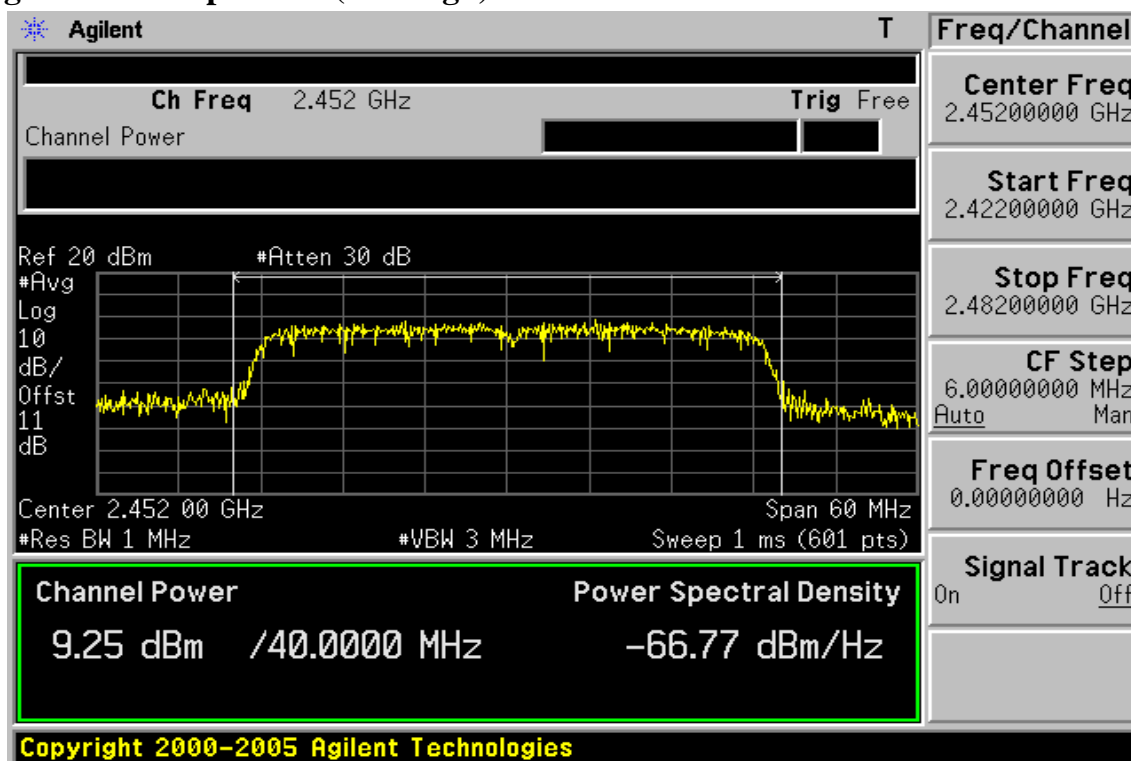 Agilent T
Ch Freq 2.452 GHz Trig Free
Channel Power
Ref 20 dBm #Atten 30 dB
#Avg
Log
10
dB/
Offst
11
dB
Center 2.452 00 GHz Span 60 MHz
#Res BW 1 MHz #VBW 3 MHz Sweep 1 ms (601 pts)
Channel Power Power Spectral Density
9.25 dBm /40.0000 MHz -66.77 dBm/Hz
Copyright 2000-2005 Agilent Technologies
Freq/Channel
Center Freq
2.45200000 GHz
Start Freq
2.42200000 GHz
Stop Freq
2.48200000 GHz
CF Step
6.00000000 MHz
Auto Man
Freq Offset
0.00000000 Hz
Signal Track
On Off